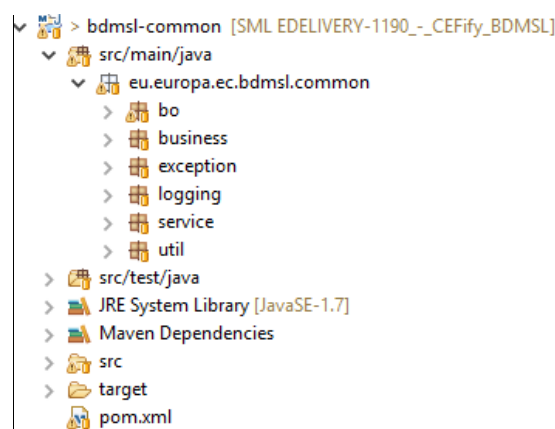 > bdmsl-common [SML EDELIVERY-1190_-_CEFify_BDMSL]
src/main/java
eu.europa.ec.bdmsl.common
bo
business
exception
logging
service
util
src/test/java
JRE System Library [JavaSE-1.7]
Maven Dependencies
src
target
pom.xml